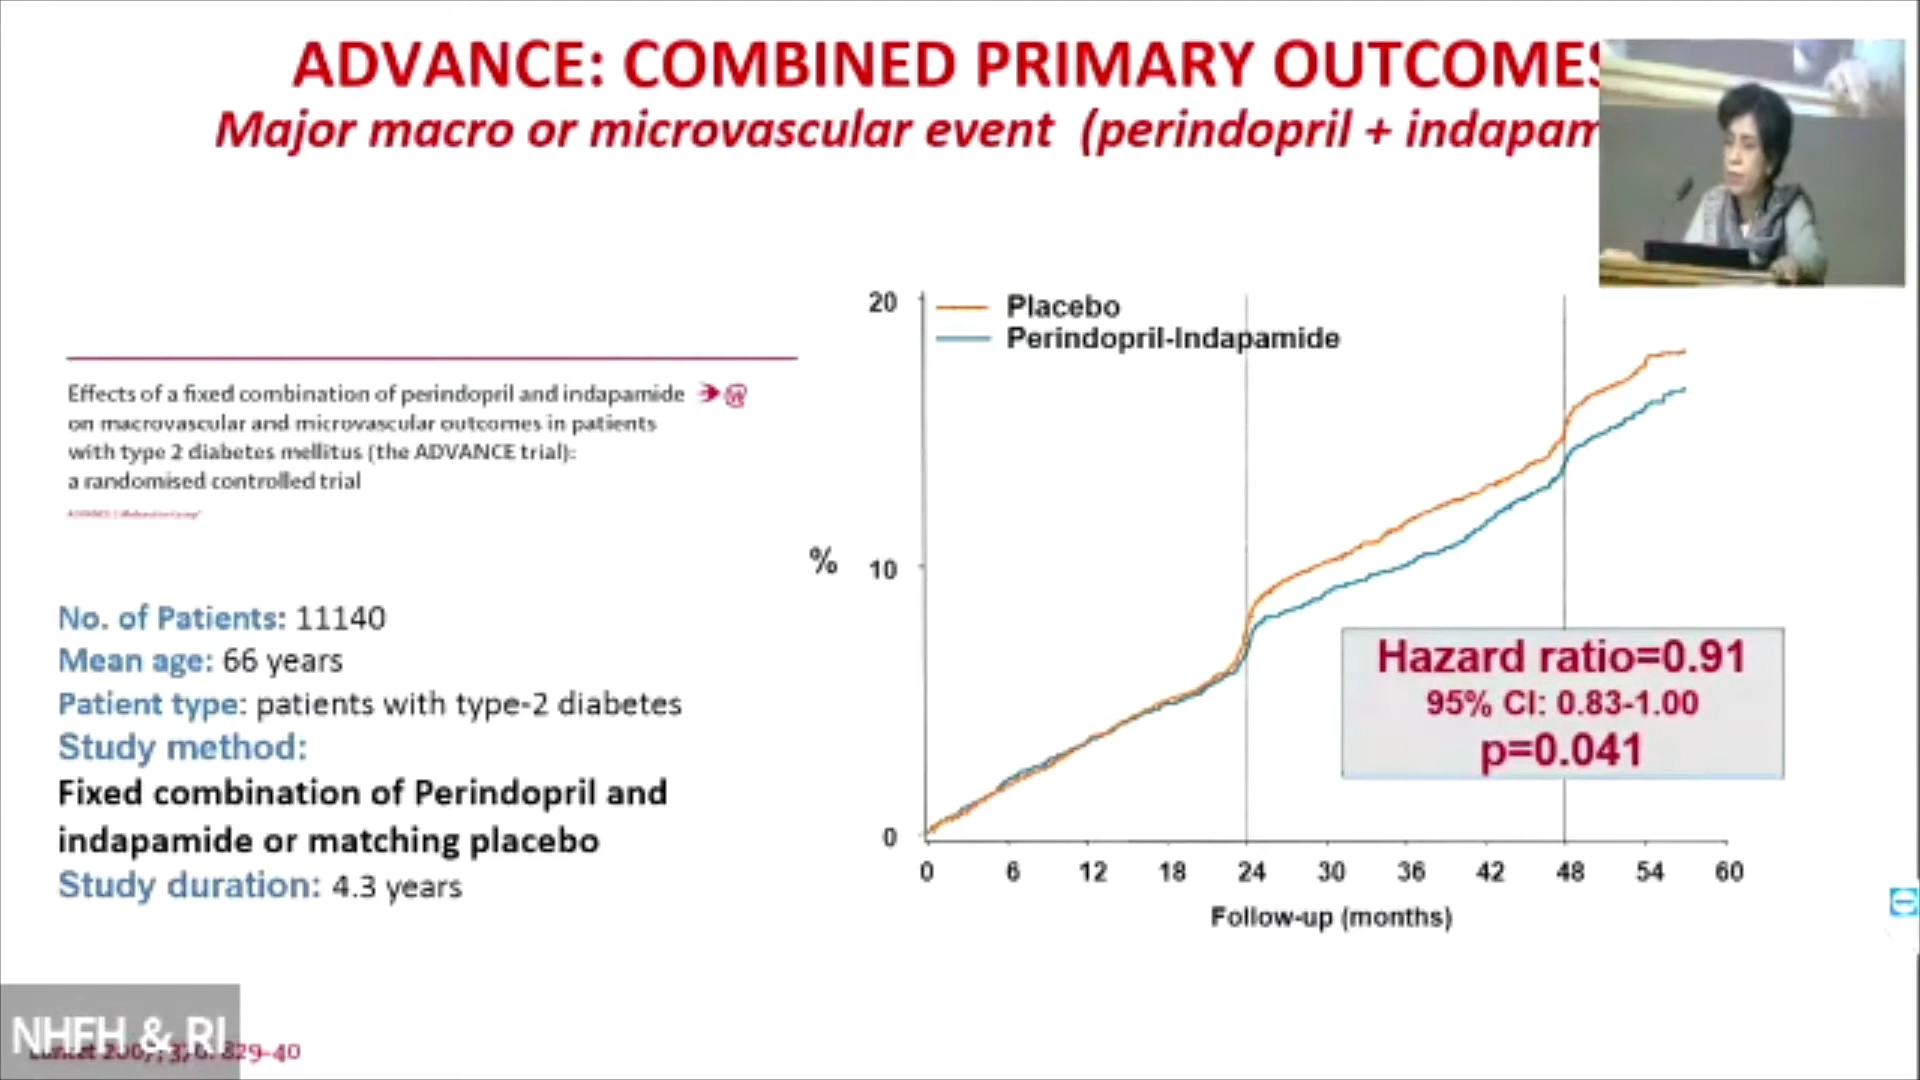 ADVANCE: COMBINED PRIMARY OUTCOMES
Major macro or microvascular event (perindopril + indapam
Effects of a fixed combination of perindopril and indapamide
on macrovascular and microvascular outcomes in patients
with type 2 diabetes mellitus (the ADVANCE trial):
a randomised controlled trial
No. of Patients: 11140
Mean age: 66 years
Patient type: patients with type-2 diabetes
Study method:
Fixed combination of Perindopril and
indapamide or matching placebo
Study duration: 4.3 years
Placebo
Perindopril-Indapamide
20
%
10
0
Hazard ratio=0.91
95% CI: 0.83-1.00
p=0.041
0 6 12 18 24 30 36 42 48 54 60
Follow-up (months)
NHFH & RI
829-40